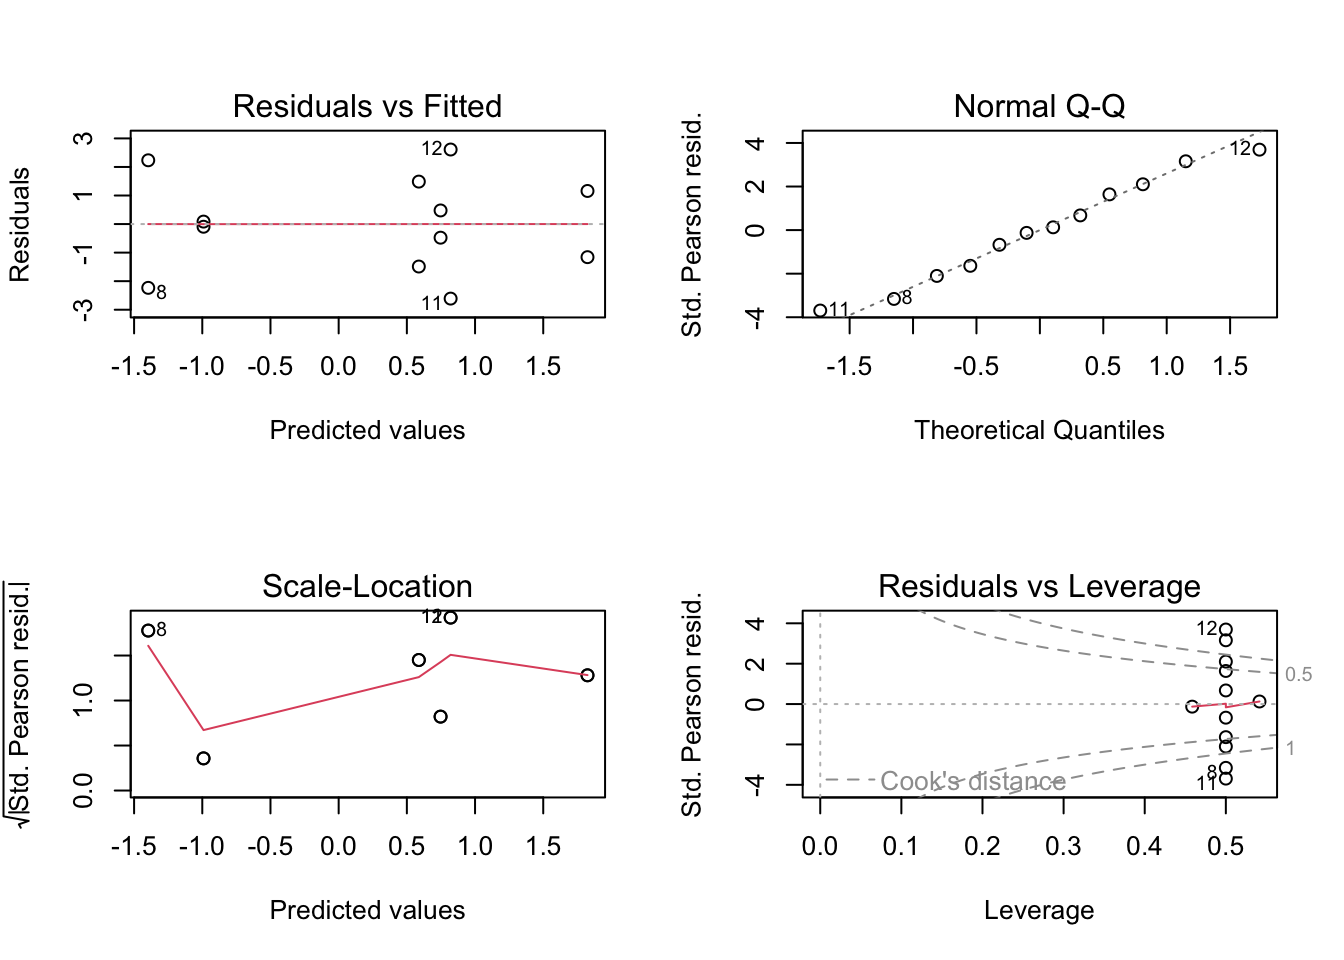 Residuals vs Fitted
Residuals
3
1
-1
-3
12
8
11
-1.5 -1.0 -0.5 0.0 0.5 1.0 1.5
Predicted values
Normal Q-Q
Std. Pearson resid.
4
2
0
-4
12
8
11
-1.5 -0.5 0.5 1.0 1.5
Theoretical Quantiles
Scale-Location
√|Std. Pearson resid.|
1.0
0.0
8
12
-1.5 -1.0 -0.5 0.0 0.5 1.0 1.5
Predicted values
Residuals vs Leverage
Std. Pearson resid.
4
2
0
-4
12
0.5
1
8
11
Cook's distance
0.0 0.1 0.2 0.3 0.4 0.5
Leverage